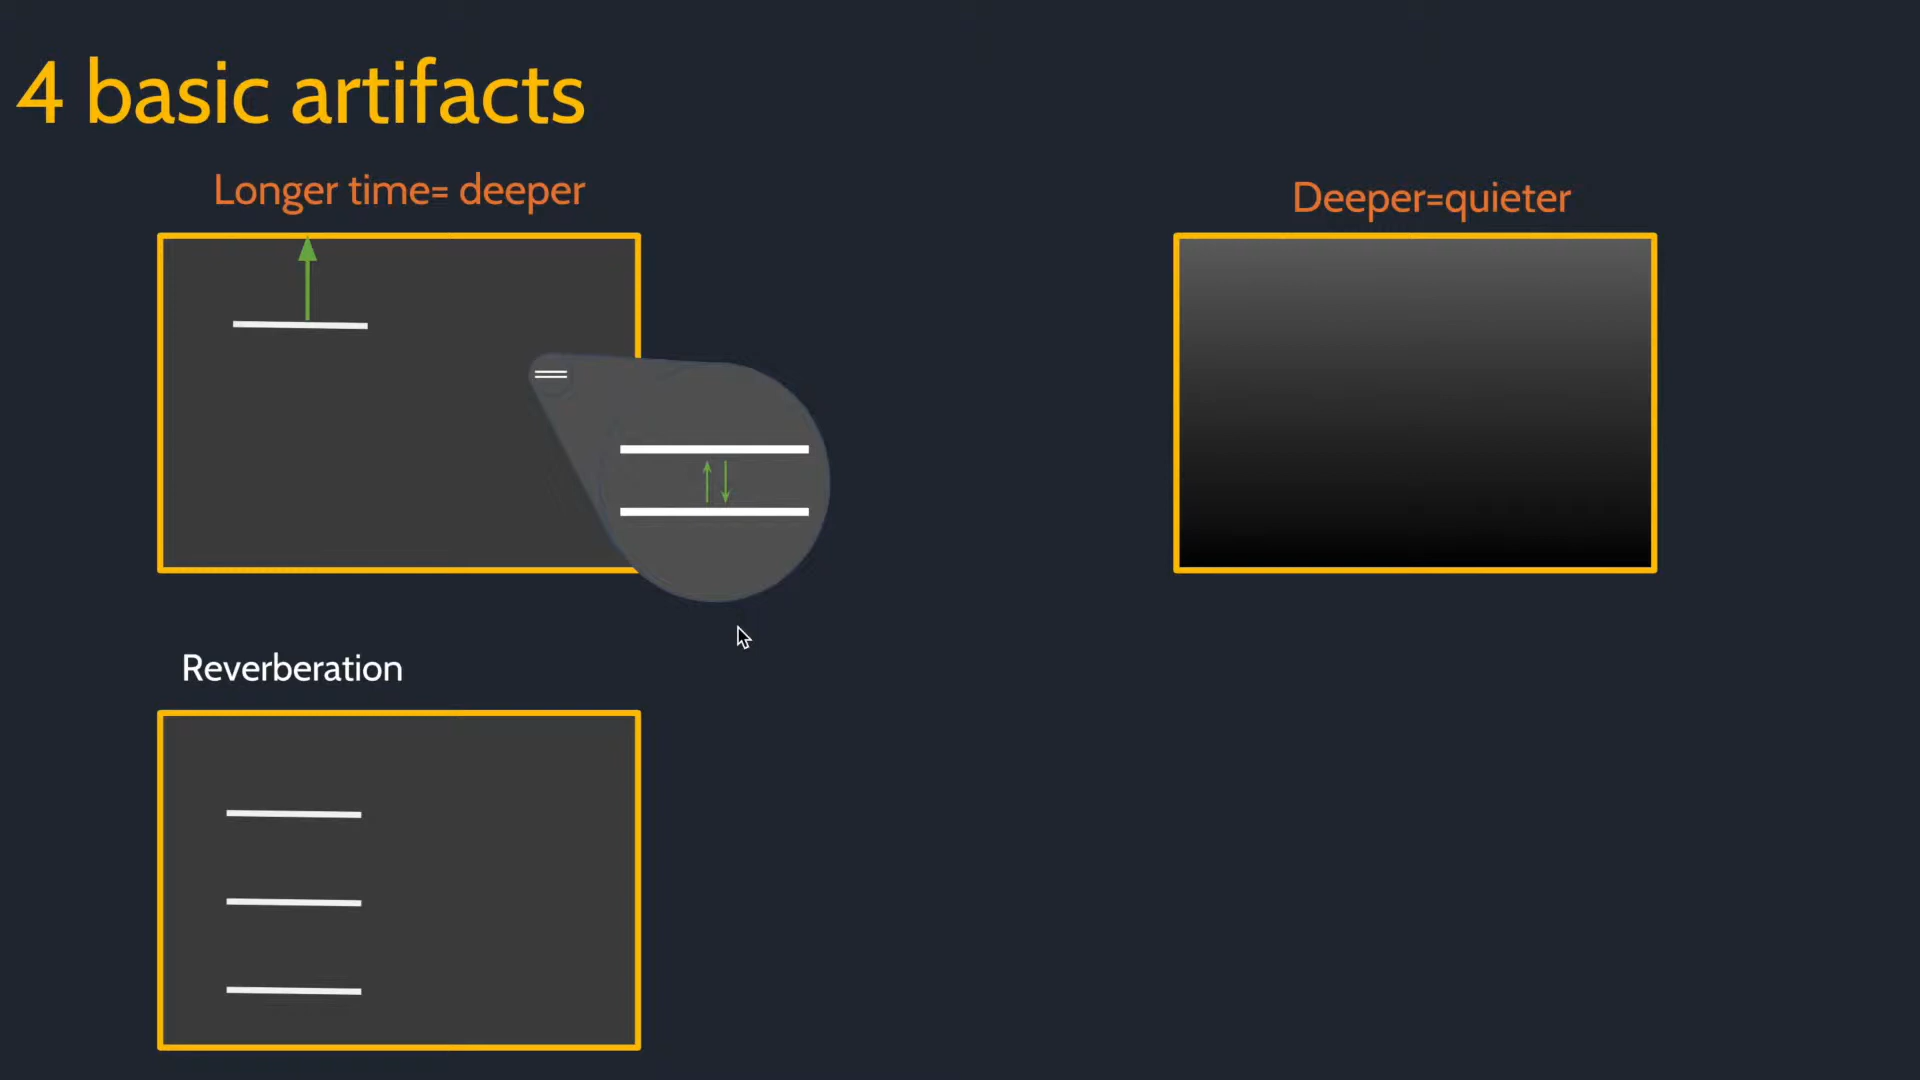 4 basic artifacts
Longer time= deeper
Deeper=quieter
Reverberation